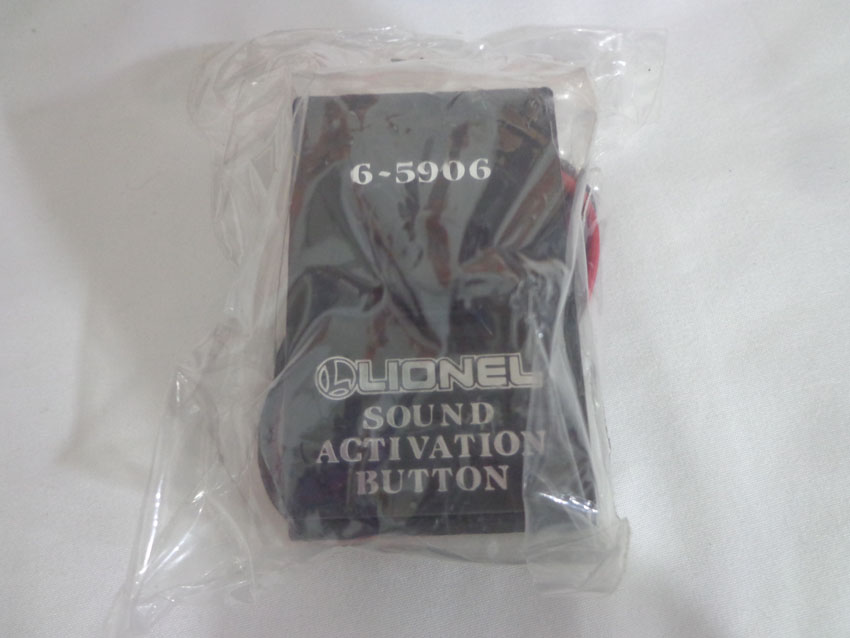 6-5906
LIONEL
SOUND
ACTIVATION
BUTTON